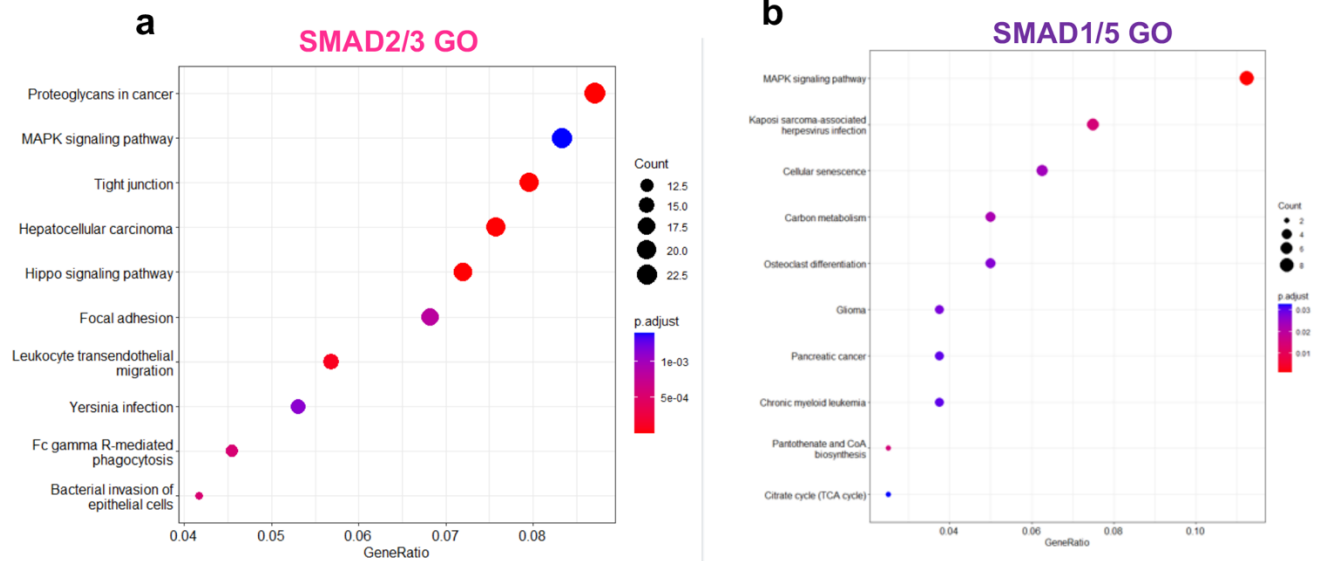 a
SMAD2/3 GO
Proteoglycans in cancer
MAPK signaling pathway
Tight junction
Hepatocellular carcinoma
Hippo signaling pathway
Focal adhesion
Leukocyte transendothelial
migration
Yersinia infection
Fc gamma R-mediated
phagocytosis
Bacterial invasion of
epithelial cells
0.04 0.05 0.06 0.07 0.08
GeneRatio
Count
12.5
15.0
17.5
20.0
22.5
p.adjust
1e-03
5e-04
b
SMAD1/5 GO
MAPK signaling pathway
Kaposi sarcoma-associated
herpesvirus infection
Cellular senescence
Carbon metabolism
Osteoclast differentiation
Glioma
Pancreatic cancer
Chronic myeloid leukemia
Pantothenate and CoA
biosynthesis
Citrate cycle (TCA cycle)
0.04 0.06 0.08 0.10
GeneRatio
Count
2
4
6
8
p.adjust
0.03
0.02
0.01